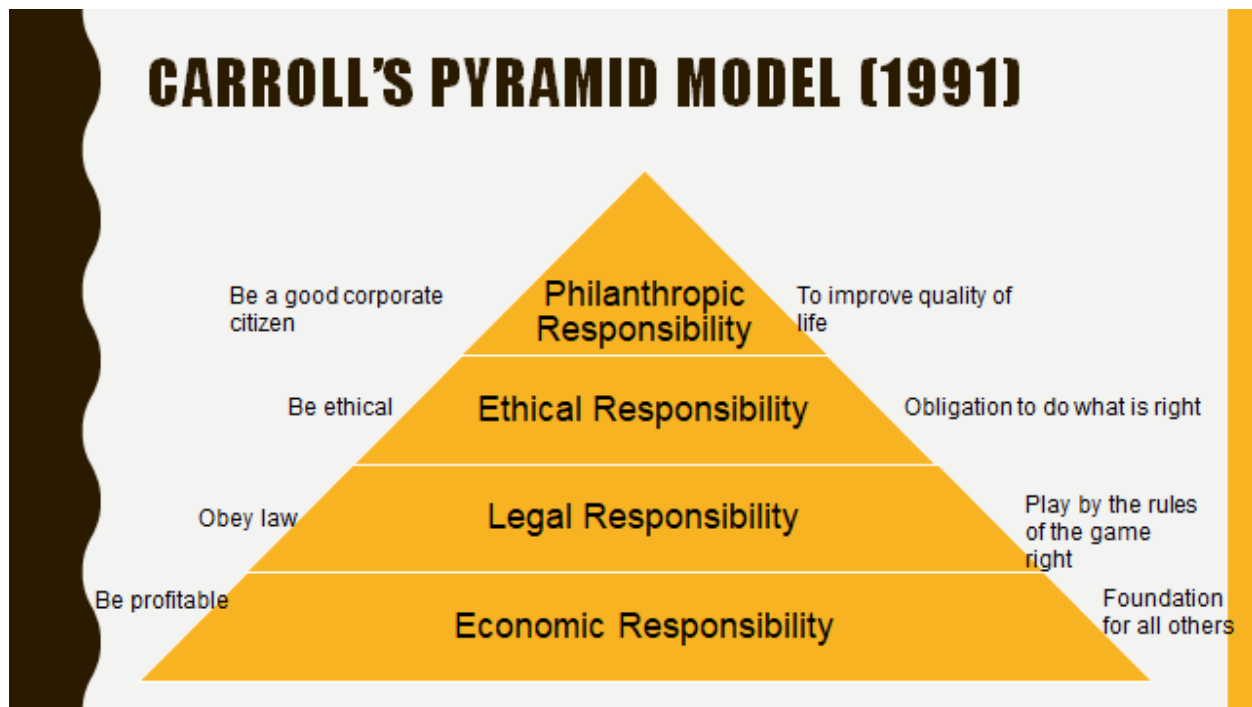 CARROLL'S PYRAMID MODEL (1991)
Be a good corporate
citizen
Philanthropic
Responsibility
To improve quality of
life
Be ethical
Ethical Responsibility
Obligation to do what is right
Obey law
Legal Responsibility
Play by the rules
of the game
right
Be profitable
Economic Responsibility
Foundation
for all others